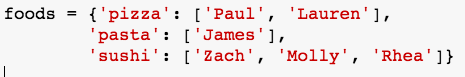 foods = {'pizza': ['Paul', 'Lauren'],
'pasta': ['James'],
'sushi': ['Zach', 'Molly', 'Rhea']}